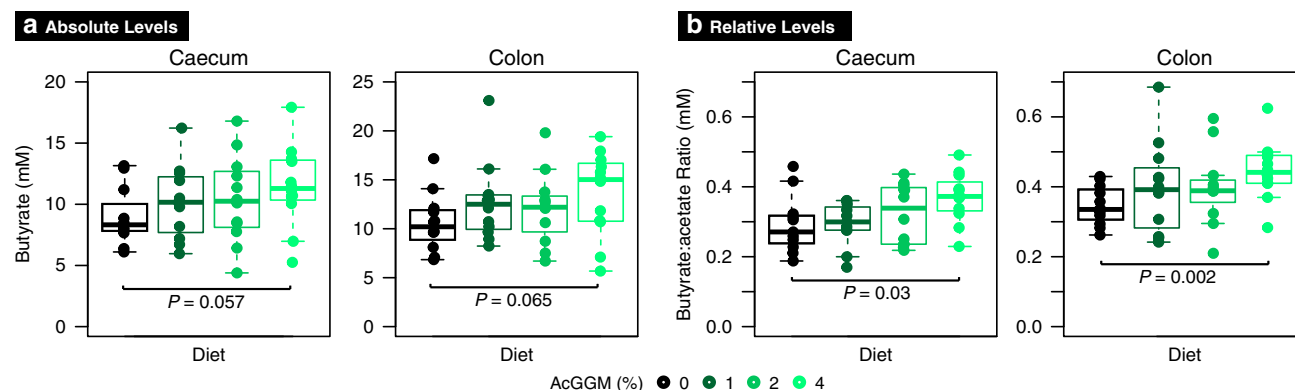 a Absolute Levels
b Relative Levels
Caecum
Colon
Caecum
Colon
Butyrate (mM)
20
15
10
5
0
P = 0.057
Diet
25
20
15
10
5
0
P = 0.065
Diet
Butyrate:acetate Ratio (mM)
0.6
0.4
0.2
0.0
P = 0.03
Diet
0.6
0.4
0.2
0.0
P = 0.002
Diet
AcGGM (%) 0 1 2 4